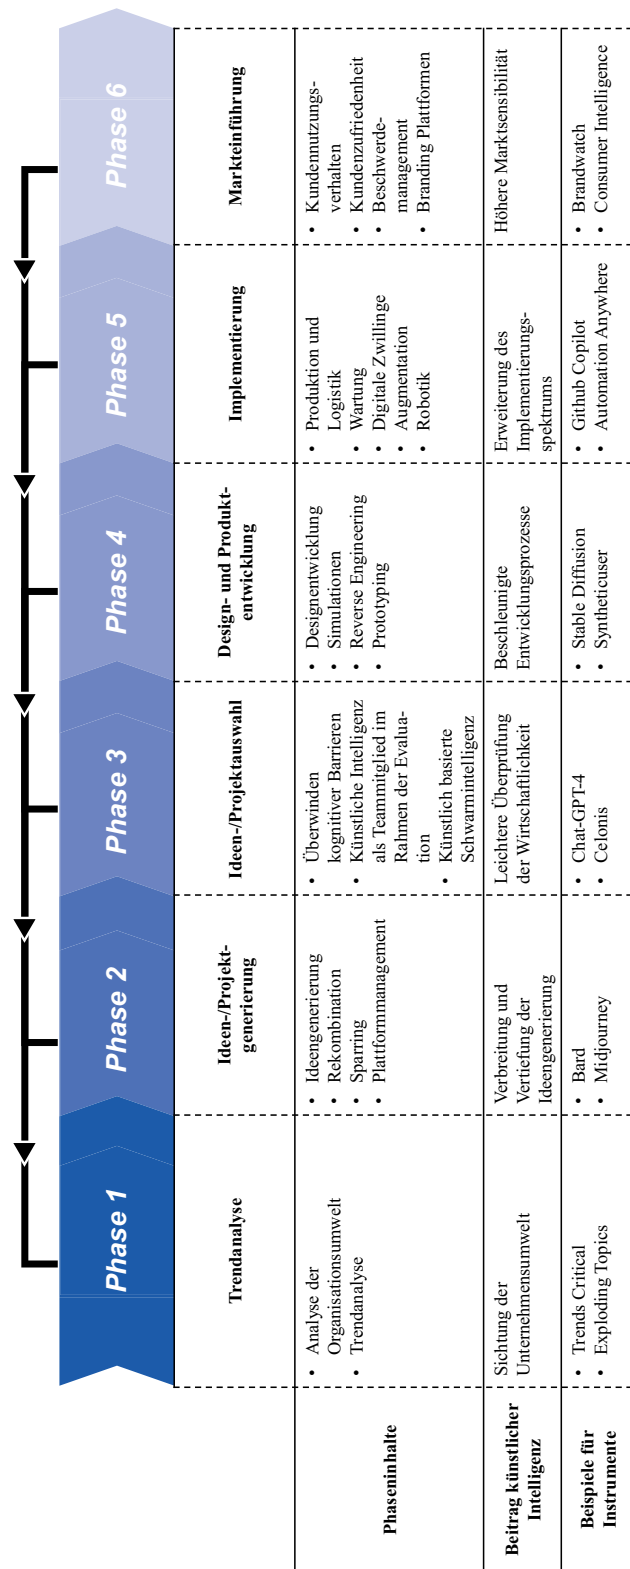 Phase 1
Phase 2
Phase 3
Phase 4
Phase 5
Phase 6
Trendanalyse
Ideen-/Projekt-
generierung
Ideen-/Projektauswahl
Design- und Produkt-
entwicklung
Implementierung
Markteinführung
Phaseninhalte
• Analyse der
Organisationsumwelt
• Trendanalyse
• Ideengenerierung
• Rekombination
• Sparring
• Plattformmanagement
• Überwinden
kognitiver Barrieren
• Künstliche Intelligenz
als Teammitglied im
Rahmen der Evalua-
tion
• Künstlich basierte
Schwarmintelligenz
• Designentwicklung
• Simulationen
• Reverse Engineering
• Prototyping
• Produktion und
Logistik
• Wartung
• Digitale Zwillinge
• Augmentation
• Robotik
• Kundennutzungs-
verhalten
• Kundenzufriedenheit
• Beschwerde-
management
• Branding Plattformen
Beitrag künstlicher
Intelligenz
Sichtung der
Unternehmensumwelt
Verbreitung und
Vertiefung der
Ideengenerierung
Leichtere Überprüfung
der Wirtschaftlichkeit
Beschleunigte
Entwicklungsprozesse
Erweiterung des
Implementierungs-
spektrums
Höhere Marktsensibilität
Beispiele für
Instrumente
• Trends Critical
• Exploding Topics
• Bard
• Midjourney
• Chat-GPT-4
• Celonis
• Stable Diffusion
• Syntheticuser
• Github Copilot
• Automation Anywhere
• Brandwatch
• Consumer Intelligence